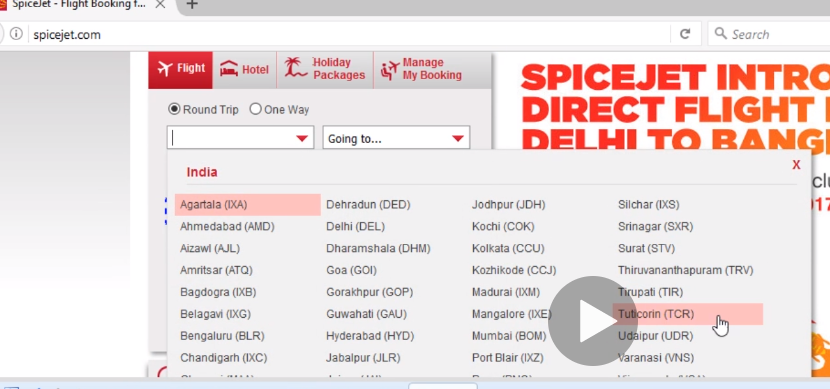 SpiceJet - Flight Booking f...
spicejet.com
Search
Flight
Hotel
Holiday
Packages
Manage
My Booking
Round Trip
One Way
Going to...
SPICEJET INTRO
DIRECT FLIGHT
DELHI TO BANG
India
X
Agartala (IXA) Dehradun (DED) Jodhpur (JDH) Silchar (IXS)
Ahmedabad (AMD) Delhi (DEL) Kochi (COK) Srinagar (SXR)
Aizawl (AJL) Dharamshala (DHM) Kolkata (CCU) Surat (STV)
Amritsar (ATQ) Goa (GOI) Kozhikode (CCJ) Thiruvananthapuram (TRV)
Bagdogra (IXB) Gorakhpur (GOP) Madurai (IXM) Tirupati (TIR)
Belagavi (IXG) Guwahati (GAU) Mangalore (IXE) Tuticorin (TCR)
Bengaluru (BLR) Hyderabad (HYD) Mumbai (BOM) Udaipur (UDR)
Chandigarh (IXC) Jabalpur (JLR) Port Blair (IXZ) Varanasi (VNS)